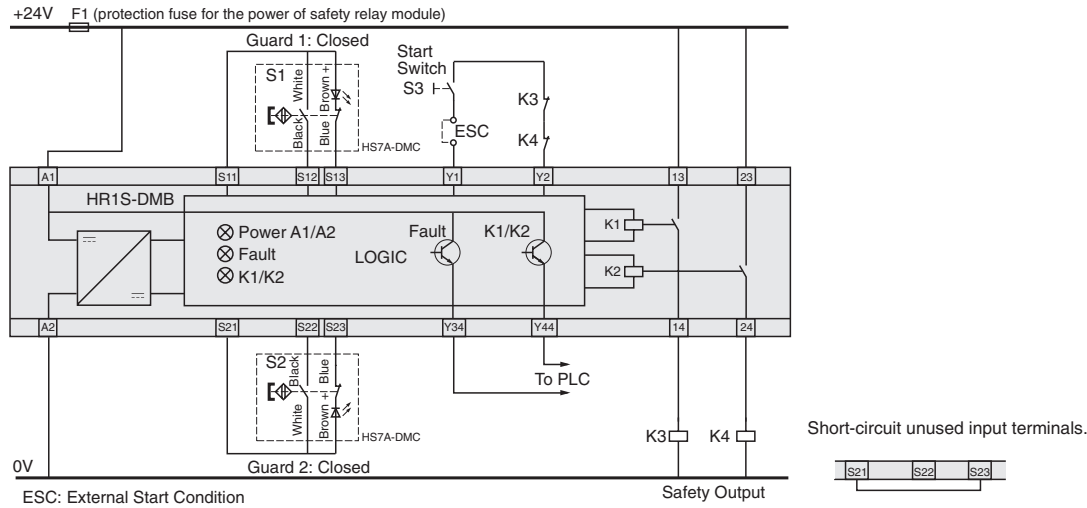 +24V F1 (protection fuse for the power of safety relay module)
Guard 1: Closed
S1
White
Brown +
Black
Blue
HS7A-DMC
Start
Switch
S3
ESC
K3
K4
A1 S11 S12 S13 Y1 Y2 13 23
HR1S-DMB
Power A1/A2
Fault
K1/K2
LOGIC
Fault
K1/K2
K1
K2
A2 S21 S22 S23 Y34 Y44 14 24
S2
Black
Blue
White
Brown +
HS7A-DMC
To PLC
K3 K4
0V
Guard 2: Closed
ESC: External Start Condition
Safety Output
Short-circuit unused input terminals.
S21 S22 S23